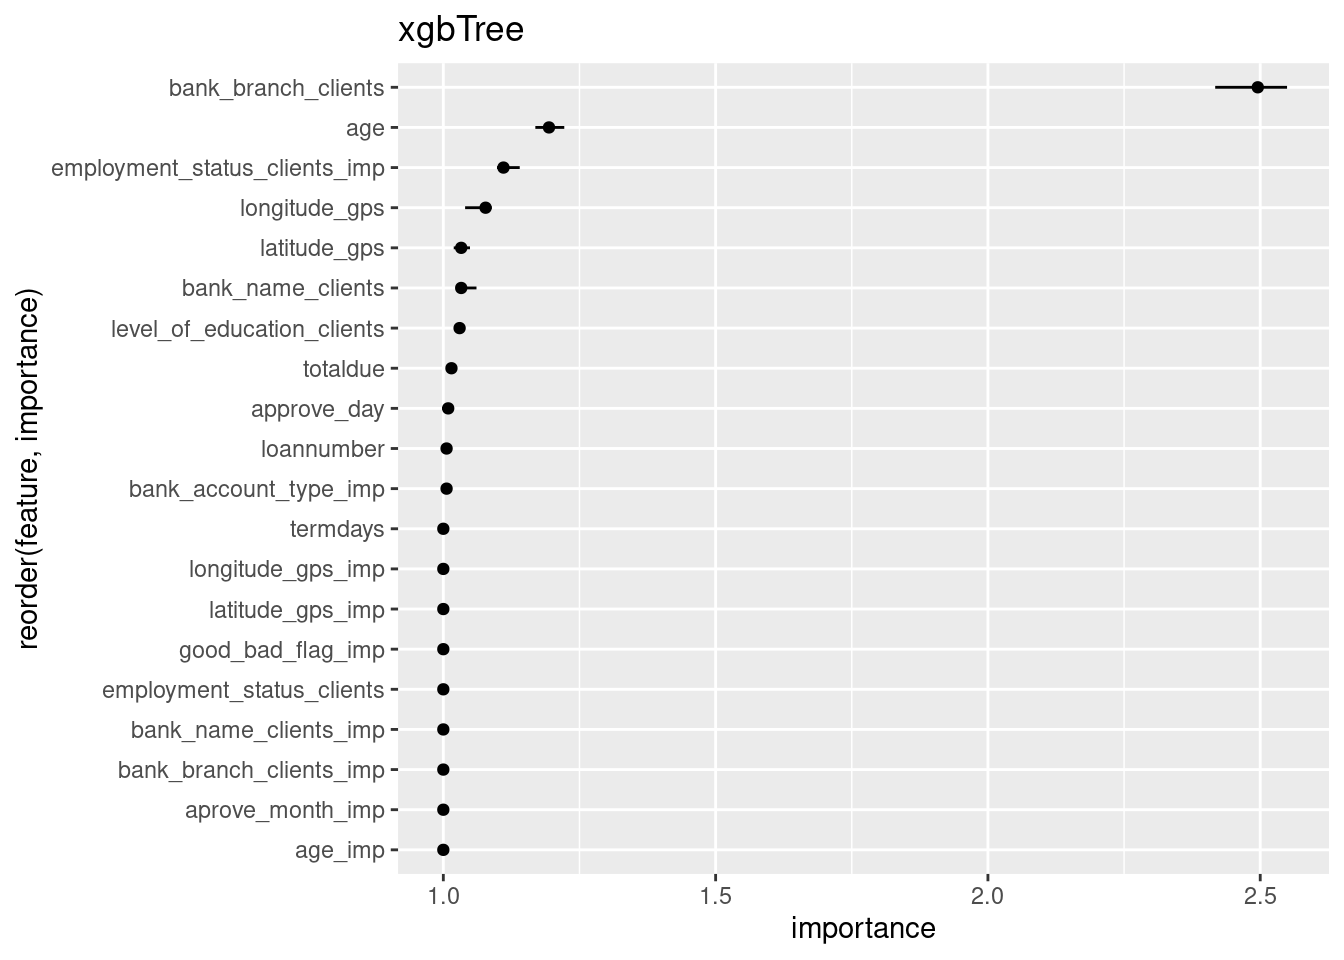 xgbTree
bank_branch_clients
age
employment_status_clients_imp
longitude_gps
latitude_gps
bank_name_clients
level_of_education_clients
totaldue
approve_day
loannumber
bank_account_type_imp
termdays
longitude_gps_imp
latitude_gps_imp
good_bad_flag_imp
employment_status_clients
bank_name_clients_imp
bank_branch_clients_imp
aprove_month_imp
age_imp
reorder(feature, importance)
1.0 1.5 2.0 2.5
importance